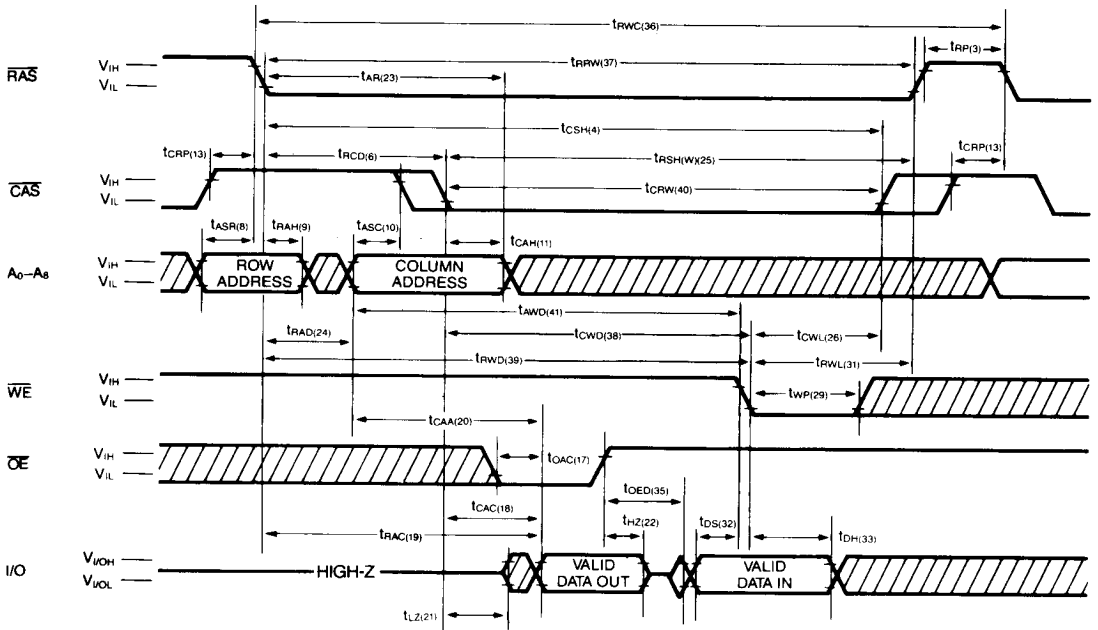 tRWC(36)
tRP(3)
RAS
VIH
VIL
tRRW(37)
tAR(23)
tCSH(4)
tCRP(13)
tRCD(6)
tRSH(W)(25)
tCRP(13)
CAS
VIH
VIL
tCRW(40)
tASR(8)
tRAH(9)
tASC(10)
tCAH(11)
A0–A8
VIH
VIL
ROW
ADDRESS
COLUMN
ADDRESS
tAWD(41)
tRAD(24)
tCWD(38)
tCWL(26)
tRWD(39)
tRWL(31)
WE
VIH
VIL
tWP(29)
tCAA(20)
OE
VIH
VIL
tOAC(17)
tOED(35)
tCAC(18)
tHZ(22)
tDS(32)
tRAC(19)
tDH(33)
I/O
VI/OH
VI/OL
HIGH-Z
VALID
DATA OUT
VALID
DATA IN
tLZ(21)